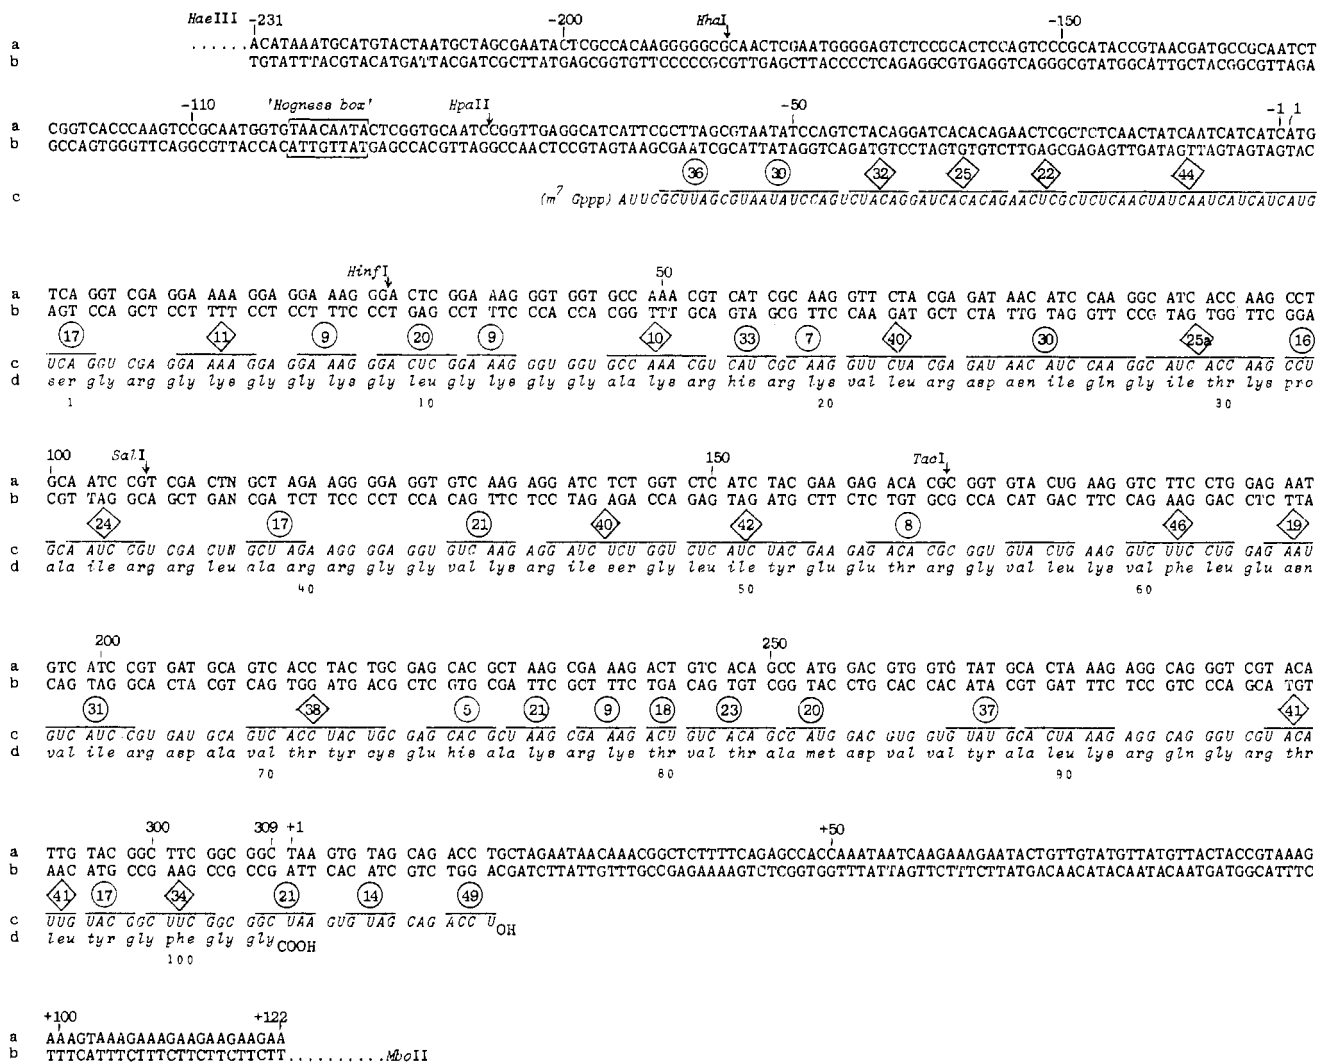 HaeIII -231 -200 HhaI -150
a ......ACATAAATGCATGTACTAATGCTAGCGAATACTCGCCACAAGGGGGCGCAACTCGAATGGGGAGTCTCCGCACTCCAGTCCCGCATACCGTAACGATGCCGCAATCT
b TGTATTTACGTACATGATTACGATCGCTTATGAGCGGTGTTCCCCCGCGTTGAGCTTACCCCTCAGAGGCGTGAGGTCAGGGCGTATGGCATTGCTACGGCGTTAGA
-110 'Hogness box' HpaII -50 -1 1
a CGGTCACCCAAGTCCGCAATGGTGTAACAATACTCGGTGCAATCCGGTTGAGGCATCATTCGCTTAGCGTAATATCCAGTCTACAGGATCACACAGAACTCGCTCTCAACTATCAATCATCATCATG
b GCCAGTGGGTTCAGGCGTTACCACATTGTTATGAGCCACGTTAGGCCAACTCCGTAGTAAGCGAATCGCATTATAGGTCAGATGTCCTAGTGTGTCTTGAGCGAGAGTTGATAGTTAGTAGTAGTAC
36 30 32 25 22 44
c (m7 Gppp) AUUCGCUUAGCGUAAUAUCCAGUCUACAGGAUCACACAGAACUCGCUCUCAACUAUCAAUCAUCAUCAUG
HinfI 50
a TCA GGT CGA GGA AAA GGA GGA AAG GGA CTC GGA AAG GGT GGT GCC AAA CGT CAT CGC AAG GTT CTA CGA GAT AAC ATC CAA GGC ATC ACC AAG CCT
b AGT CCA GCT CCT TTT CCT CCT TTC CCT GAG CCT TTC CCA CCA CGG TTT GCA GTA GCG TTC CAA GAT GCT CTA TTG TAG GTT CCG TAG TGG TTC GGA
17 11 9 20 9 10 33 7 40 30 25a 16
c UCA GGU CGA GGA AAA GGA GGA AAG GGA CUC GGA AAG GGU GGU GCC AAA CGU CAU CGC AAG GUU CUA CGA GAU AAC AUC CAA GGC AUC ACC AAG CCU
d ser gly arg gly lys gly gly lys gly leu gly lys gly gly ala lys arg his arg lys val leu arg asp asn ile gln gly ile thr lys pro
1 10 20 30
100 SalI 150 TacI
a GCA ATC CGT CGA CTN GCT AGA AGG GGA GGT GTC AAG AGG ATC TCT GGT CTC ATC TAC GAA GAG ACA CGC GGT GTA CTG AAG GTC TTC CTG GAG AAT
b CGT TAG GCA GCT GAN CGA TCT TCC CCT CCA CAG TTC TCC TAG AGA CCA GAG TAG ATG CTT CTC TGT GCG CCA CAT GAC TTC CAG AAG GAC CTC TTA
24 17 21 40 42 8 46 19
c GCA AUC CGU CGA CUN GCU AGA AGG GGA GGU GUC AAG AGG AUC UCU GGU CUC AUC UAC GAA GAG ACA CGC GGU GUA CUG AAG GUC UUC CUG GAG AAU
d ala ile arg arg leu ala arg arg gly gly val lys arg ile ser gly leu ile tyr glu glu thr arg gly val leu lys val phe leu glu asn
40 50 60
200 250
a GTC ATC CGT GAT GCA GTC ACC TAC TGC GAG CAC GCT AAG CGA AAG ACT GTC ACA GCC ATG GAC GTG GTG TAT GCA CTA AAG AGG CAG GGT CGT ACA
b CAG TAG GCA CTA CGT CAG TGG ATG ACG CTC GTG CGA TTC GCT TTC TGA CAG TGT CGG TAC CTG CAC CAC ATA CGT GAT TTC TCC GTC CCA GCA TGT
31 38 5 21 9 18 23 20 37 41
c GUC AUC CGU GAU GCA GUC ACC UAC UGC GAG CAC GCU AAG CGA AAG ACU GUC ACA GCC AUG GAC GUG GUG UAU GCA CUA AAG AGG CAG GGU CGU ACA
d val ile arg asp ala val thr tyr cys glu his ala lys arg lys thr val thr ala met asp val val tyr ala leu lys arg gln gly arg thr
70 80 90
300 309 +1 +50
a TTG TAC GGC TTC GGC GGC TAA GTG TAG CAG ACC TGCTAGAATAACAAACGGCTCTTTTCAGAGCCACCAAATAATCAAGAAAGAATACTGTTGTATGTTATGTTACTACCGTAAAG
b AAC ATG CCG AAG CCG CCG ATT CAC ATC GTC TGG ACGATCTTATTGTTTGCCGAGAAAAGTCTCGGTGGTTTATTAGTTCTTTCTTATGACAACATACAATACAATGATGGCATTTC
41 17 34 21 14 49
c UUG UAC GGC UUC GGC GGC UAA GUG UAG CAG ACC UOH
d leu tyr gly phe gly glyCOOH
100
+100 +122
a AAAGTAAAGAAAGAAGAAGAAGAA
b TTTCATTTCTTTCTTCTTCTTCTT..........MboII